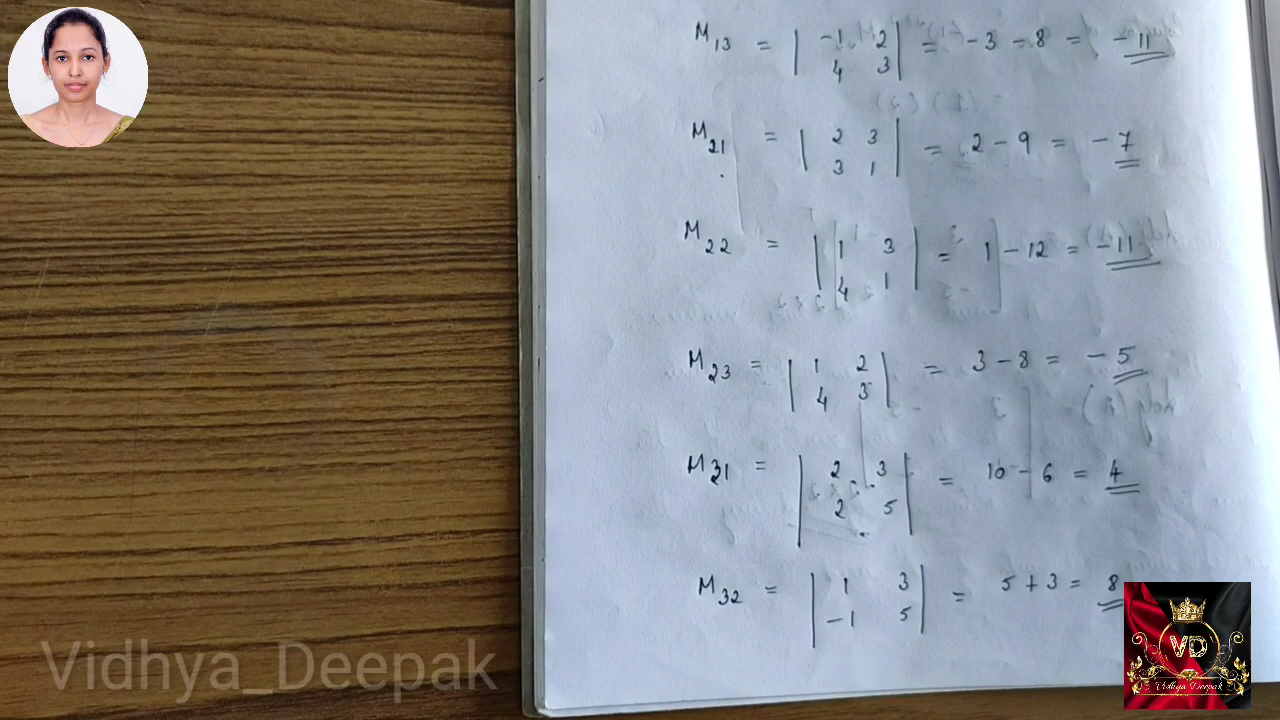 M13 = | -1 2 | = -3 - 8 = -11
4 3
M21 = | 2 3 | = 2 - 9 = -7
3 1
M22 = | 1 3 | = 1 - 12 = -11
4 1
M23 = | 1 2 | = 3 - 8 = -5
4 3
M31 = | 2 3 | = 10 - 6 = 4
2 5
M32 = | 1 3 | = 5 + 3 = 8
-1 5
Vidhya_Deepak
VD
Vidhya Deepak